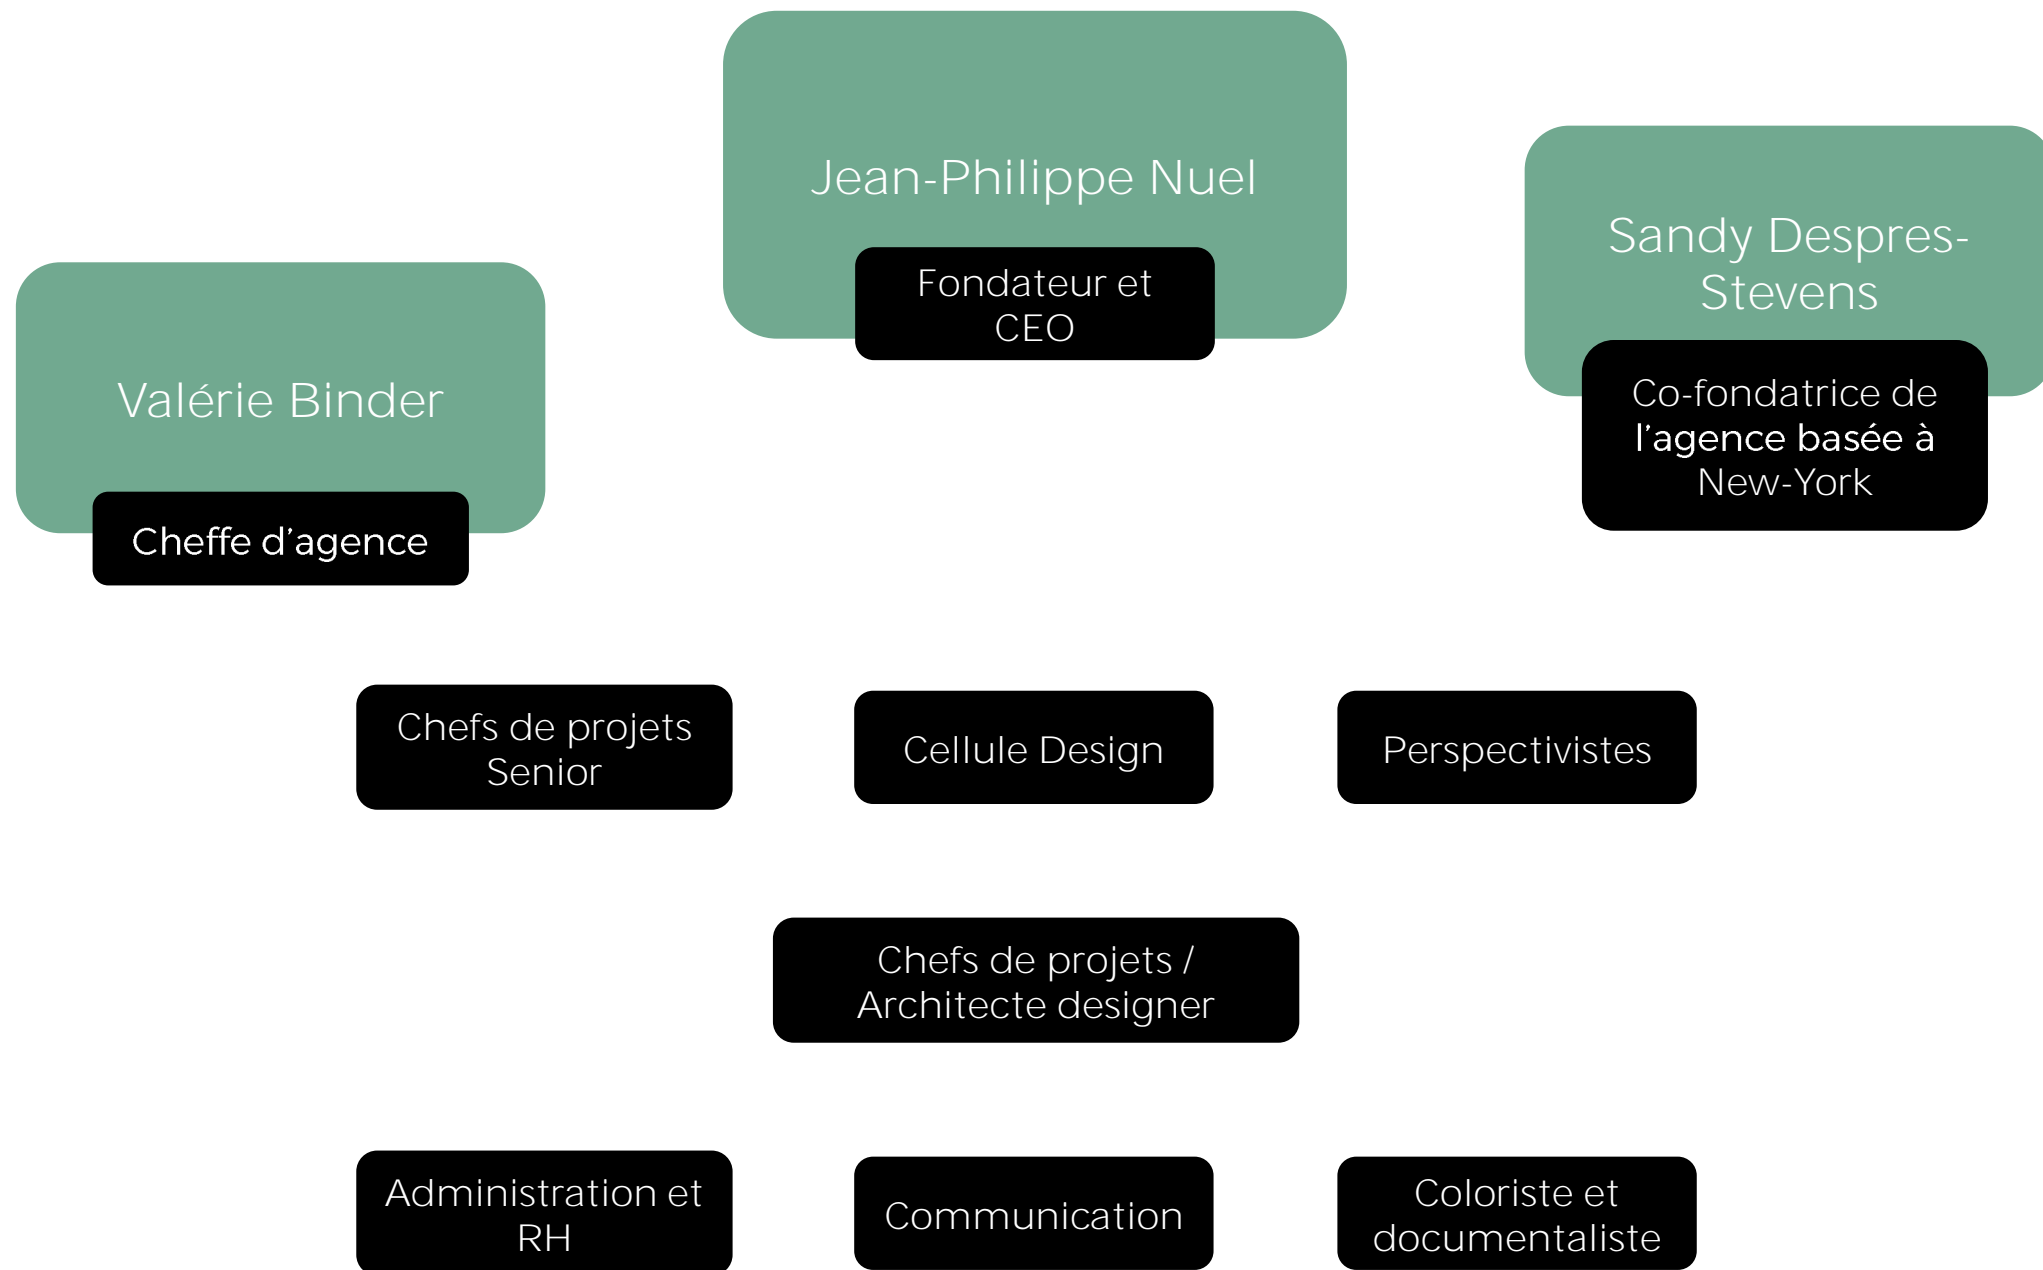 Jean-Philippe Nuel
Fondateur et
CEO
Sandy Despres-
Stevens
Co-fondatrice de
l’agence basée à
New-York
Valérie Binder
Cheffe d’agence
Chefs de projets
Senior
Cellule Design
Perspectivistes
Chefs de projets /
Architecte designer
Administration et
RH
Communication
Coloriste et
documentaliste